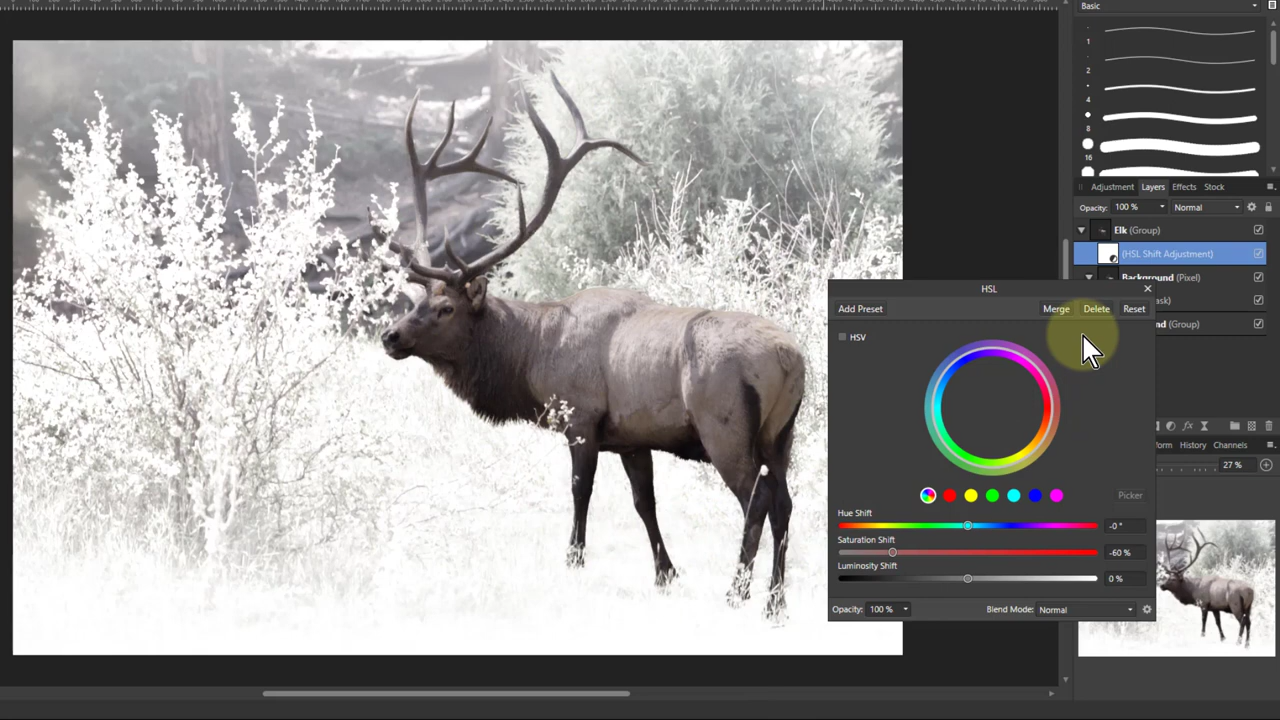 Basic
1
2
4
8
16
Adjustment Layers Effects Stock
Opacity: 100 % Normal
Elk (Group)
(HSL Shift Adjustment)
Background (Pixel)
HSL
Add Preset Merge Delete Reset
HSV
Picker
Hue Shift
-0 °
Saturation Shift
-60 %
Luminosity Shift
0 %
Opacity: 100 % Blend Mode: Normal
(Group)
History Channels
27 %